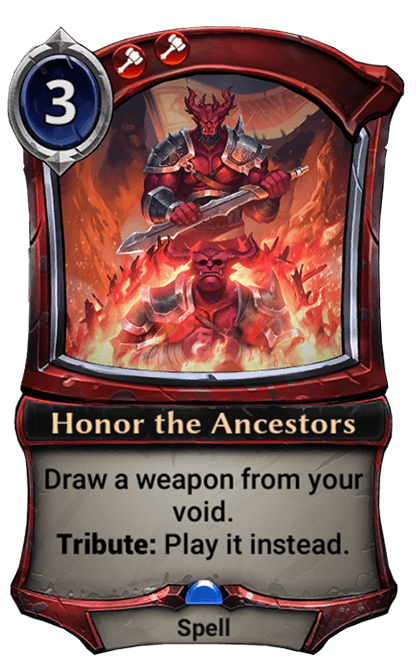 3
Honor the Ancestors
Draw a weapon from your
void.
Tribute: Play it instead.
Spell